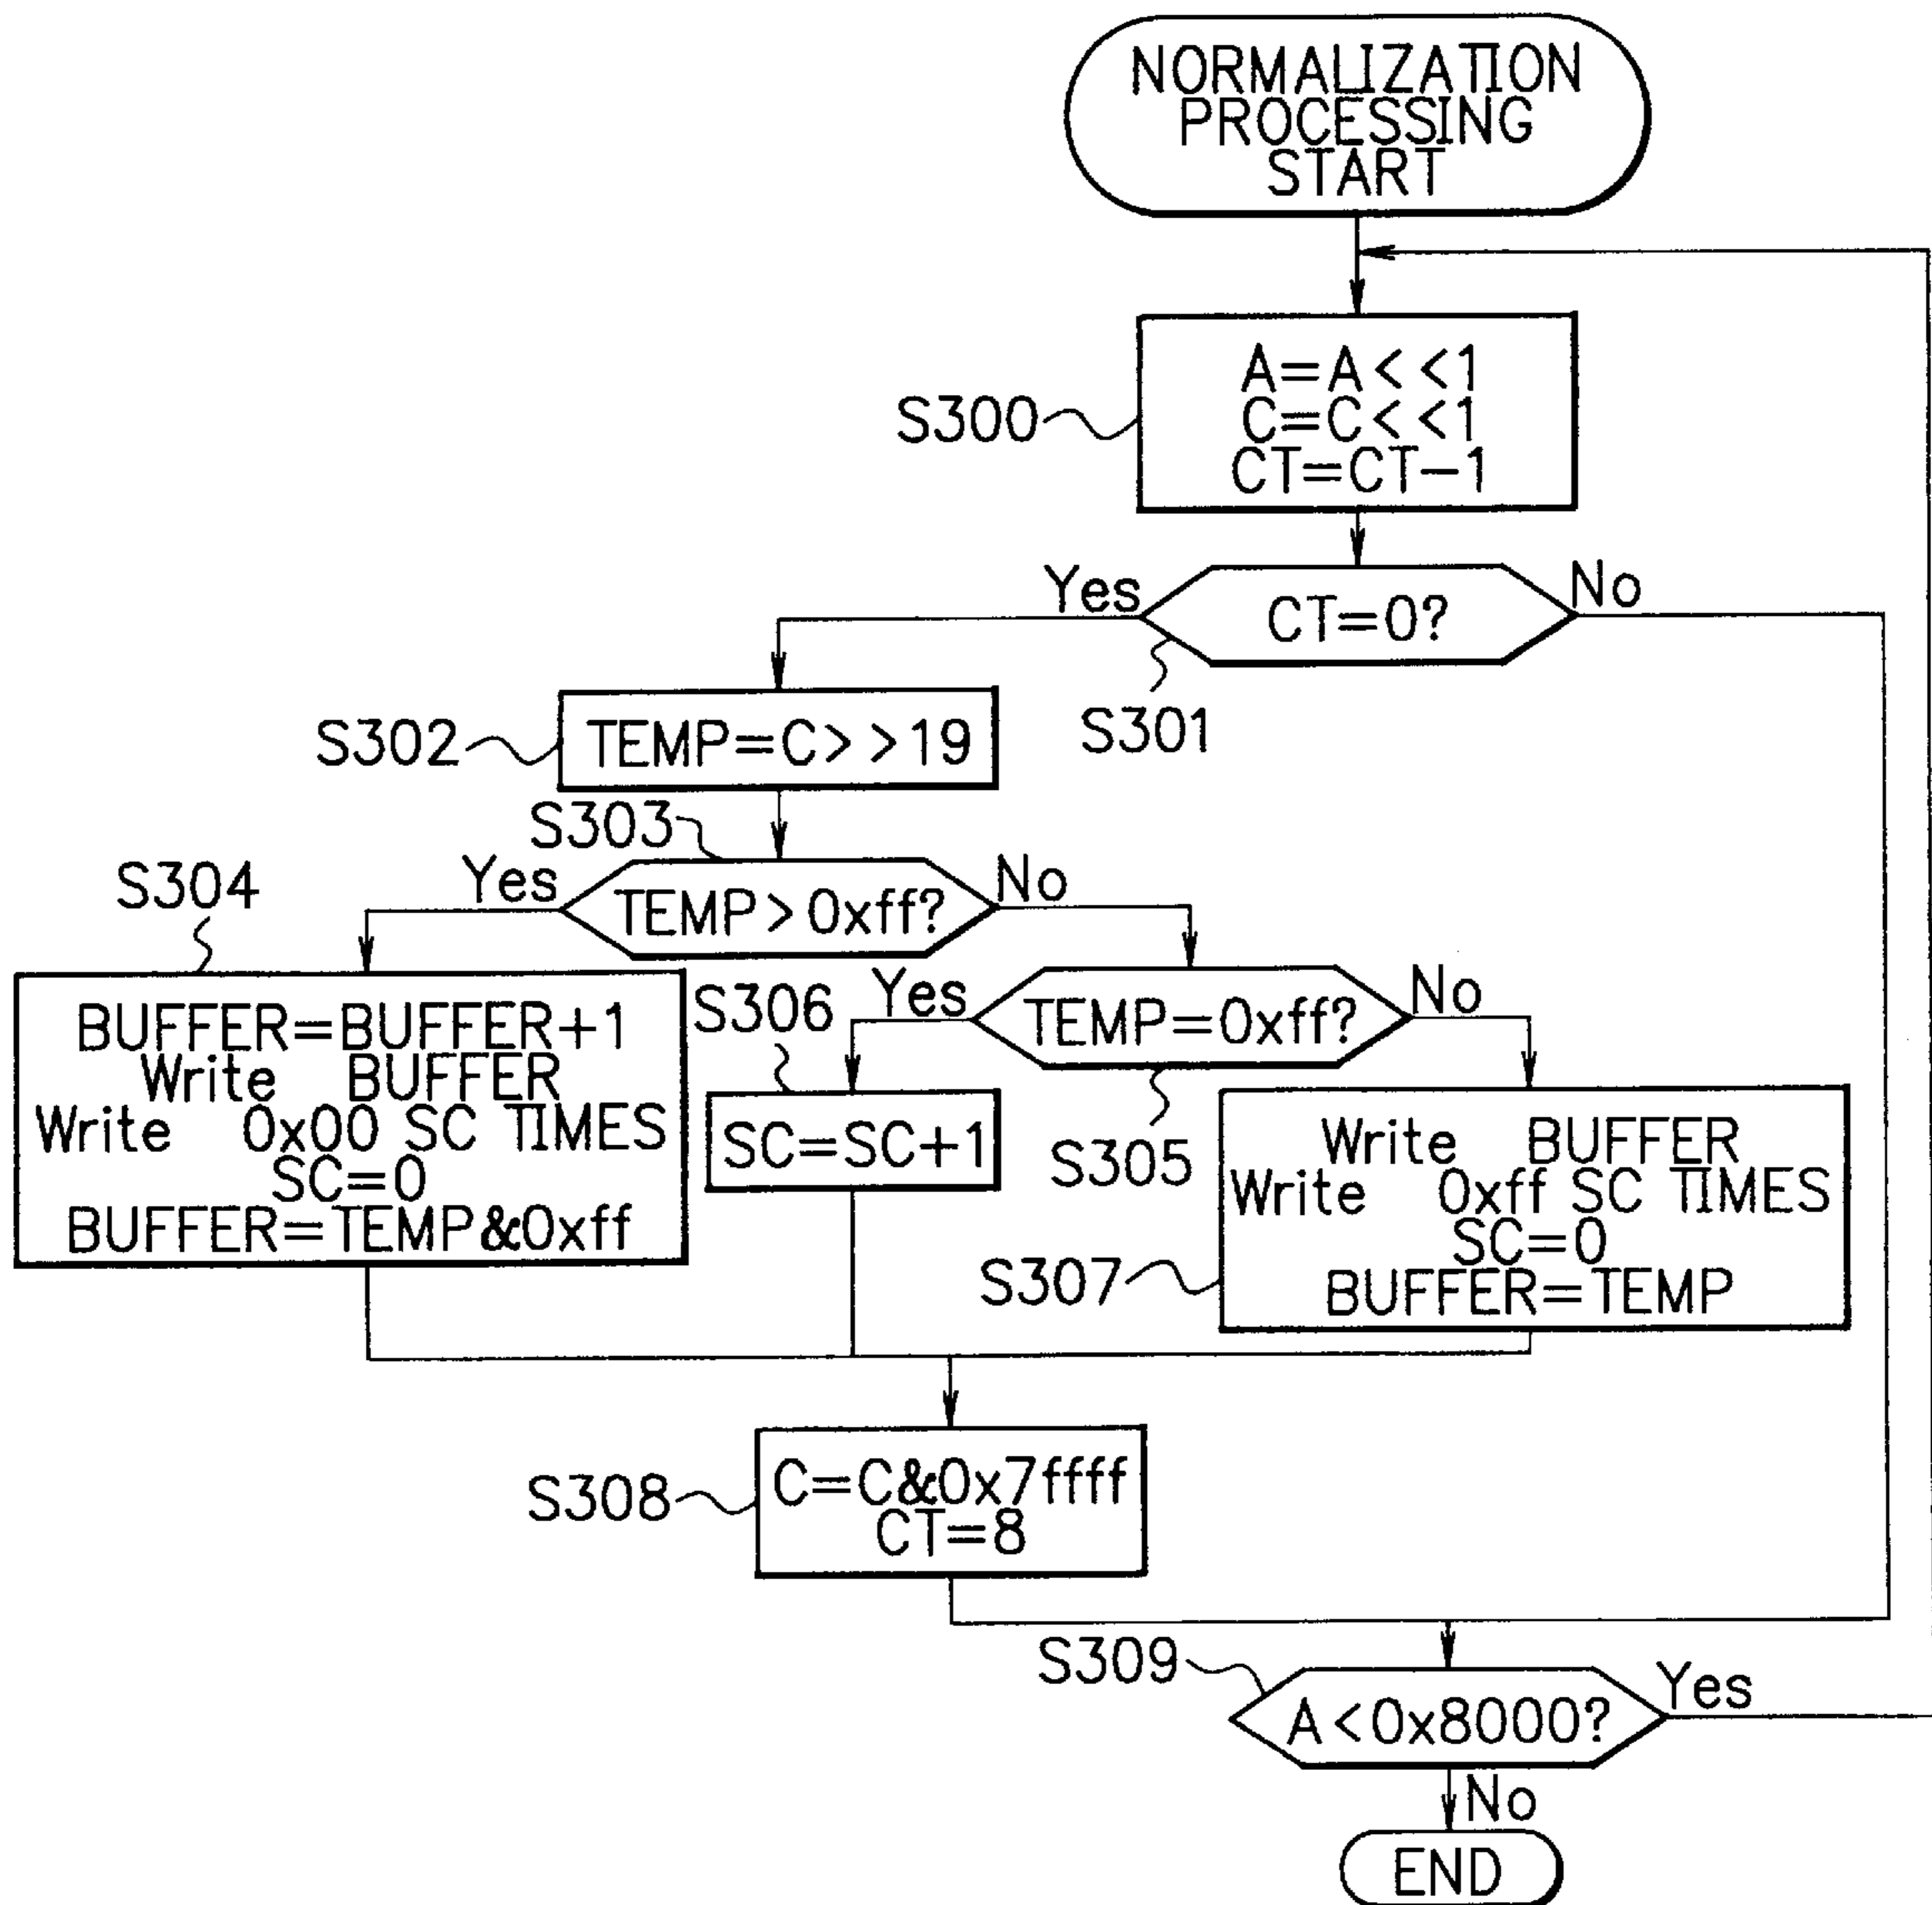 NORMALIZATION
PROCESSING
START
A=A<<1
C=C<<1
CT=CT-1
S300
Yes
CT=0?
No
S301
TEMP=C>>19
S302
S303
Yes
TEMP>0xff?
No
S304
BUFFER=BUFFER+1
Write BUFFER
Write 0x00 SC TIMES
SC=0
BUFFER=TEMP&0xff
Yes
TEMP=0xff?
No
S306
SC=SC+1
S305
Write BUFFER
Write 0xff SC TIMES
SC=0
BUFFER=TEMP
S307
C=C&0x7ffff
CT=8
S308
S309
A<0x8000?
Yes
No
END